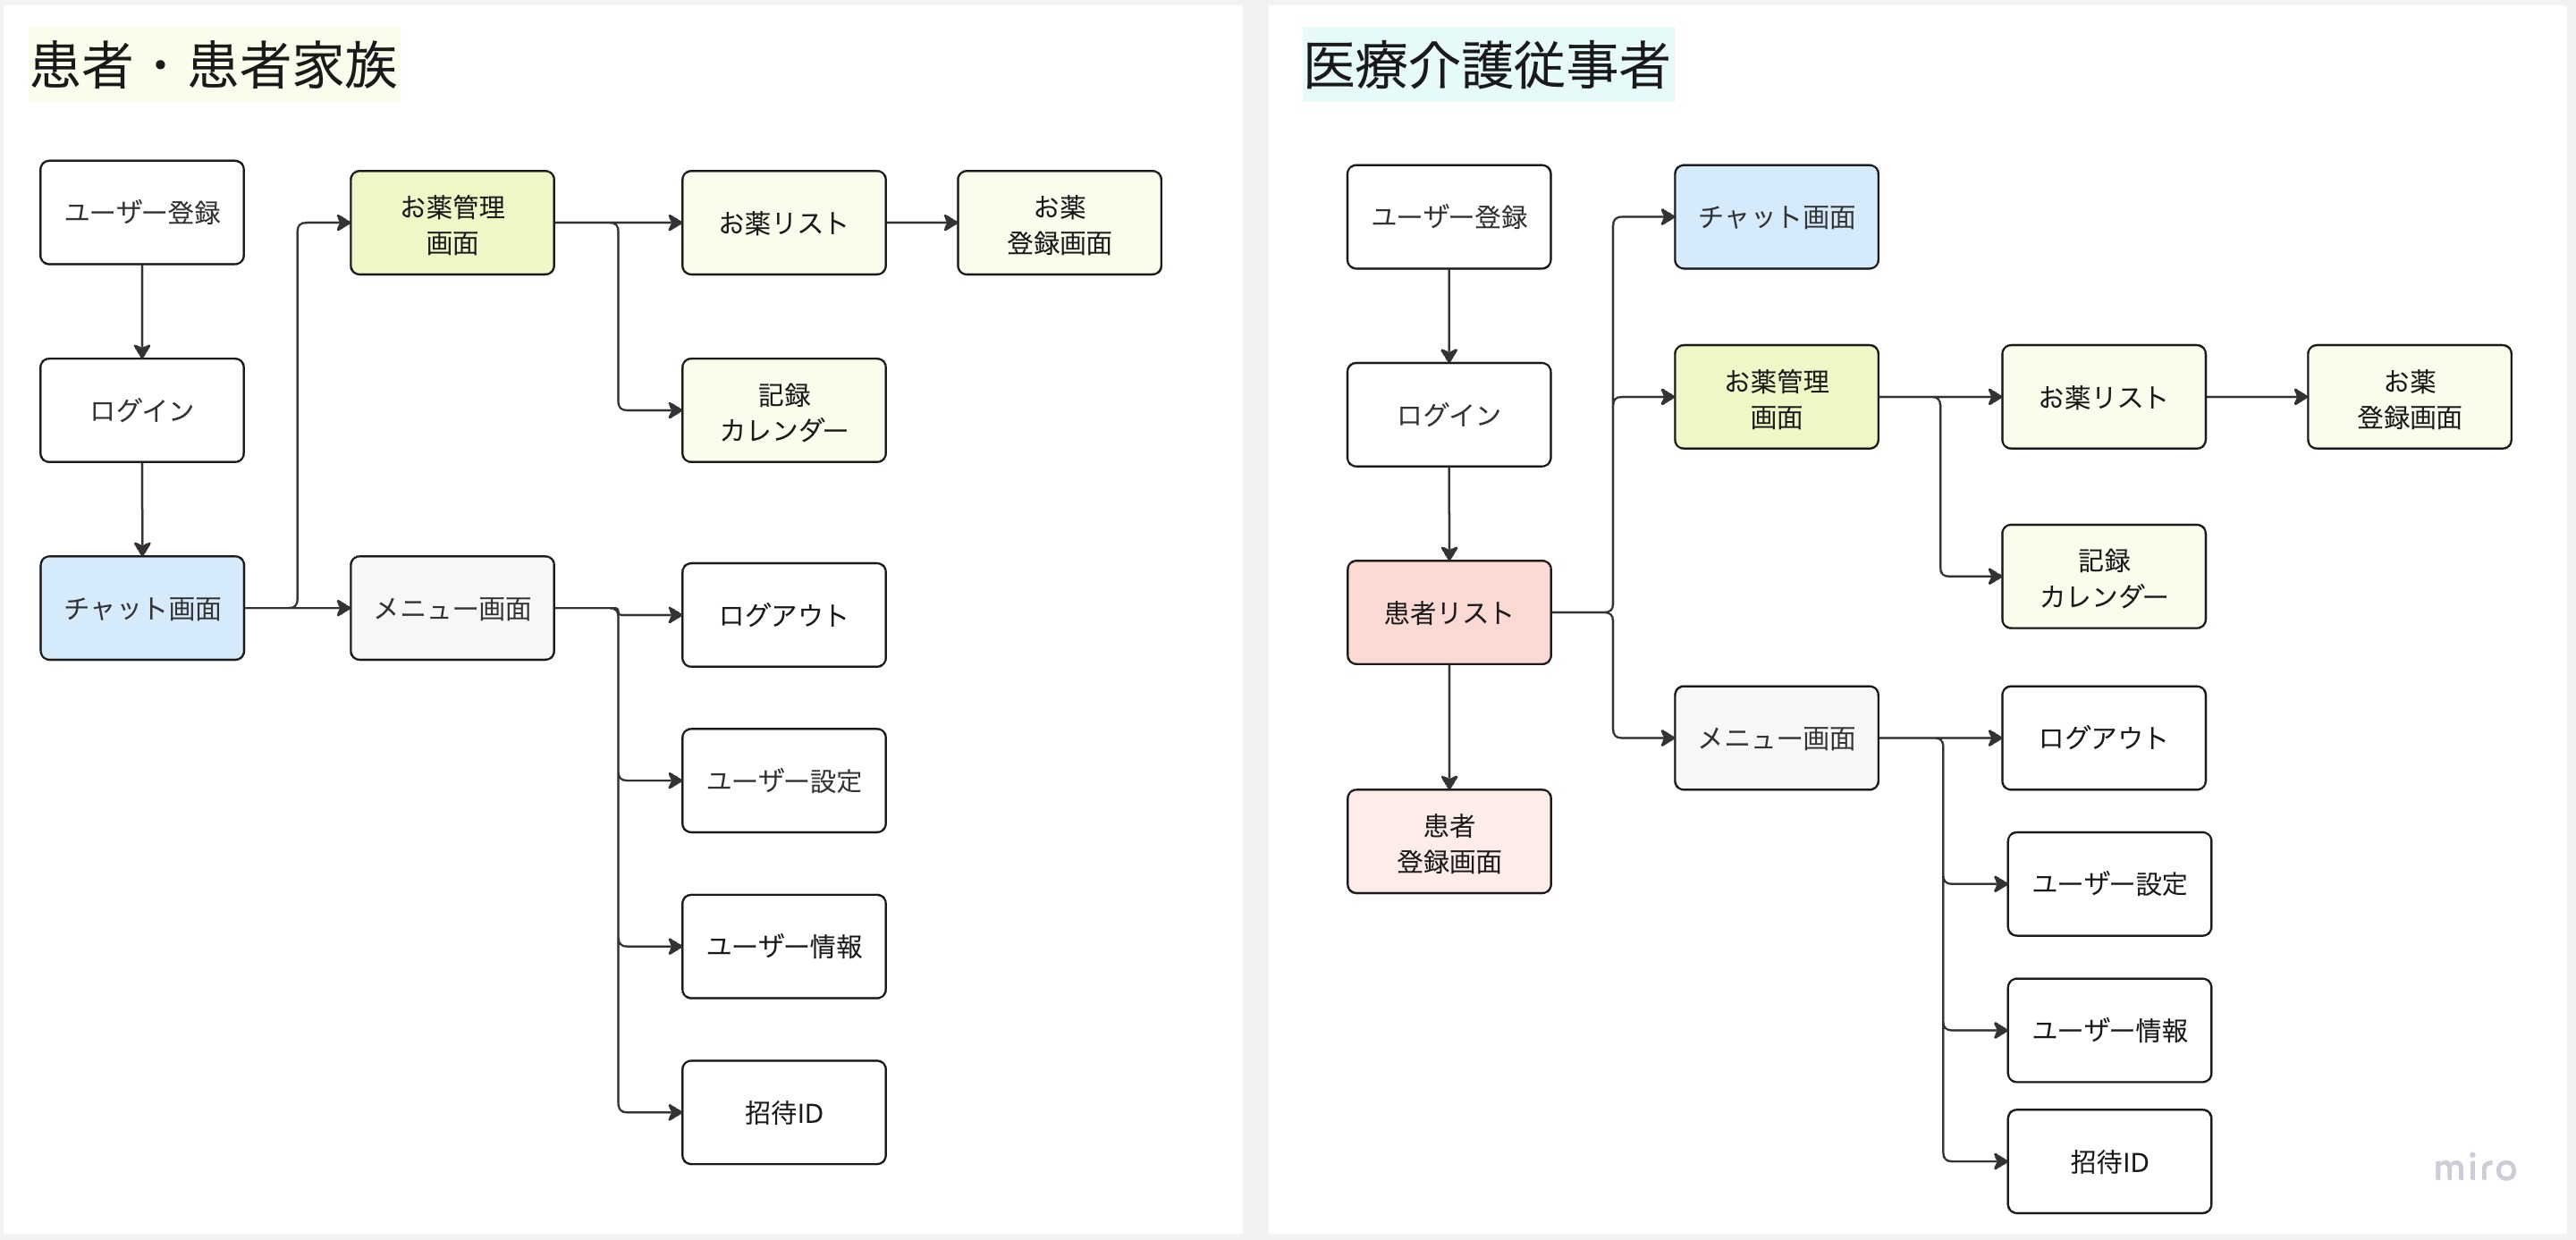 患者・患者家族
ユーザー登録
お薬管理
画面
お薬リスト
お薬
登録画面
ログイン
記録
カレンダー
チャット画面
メニュー画面
ログアウト
ユーザー設定
ユーザー情報
招待ID
医療介護従事者
ユーザー登録
チャット画面
ログイン
お薬管理
画面
お薬リスト
お薬
登録画面
記録
カレンダー
患者リスト
メニュー画面
ログアウト
患者
登録画面
ユーザー設定
ユーザー情報
招待ID
miro